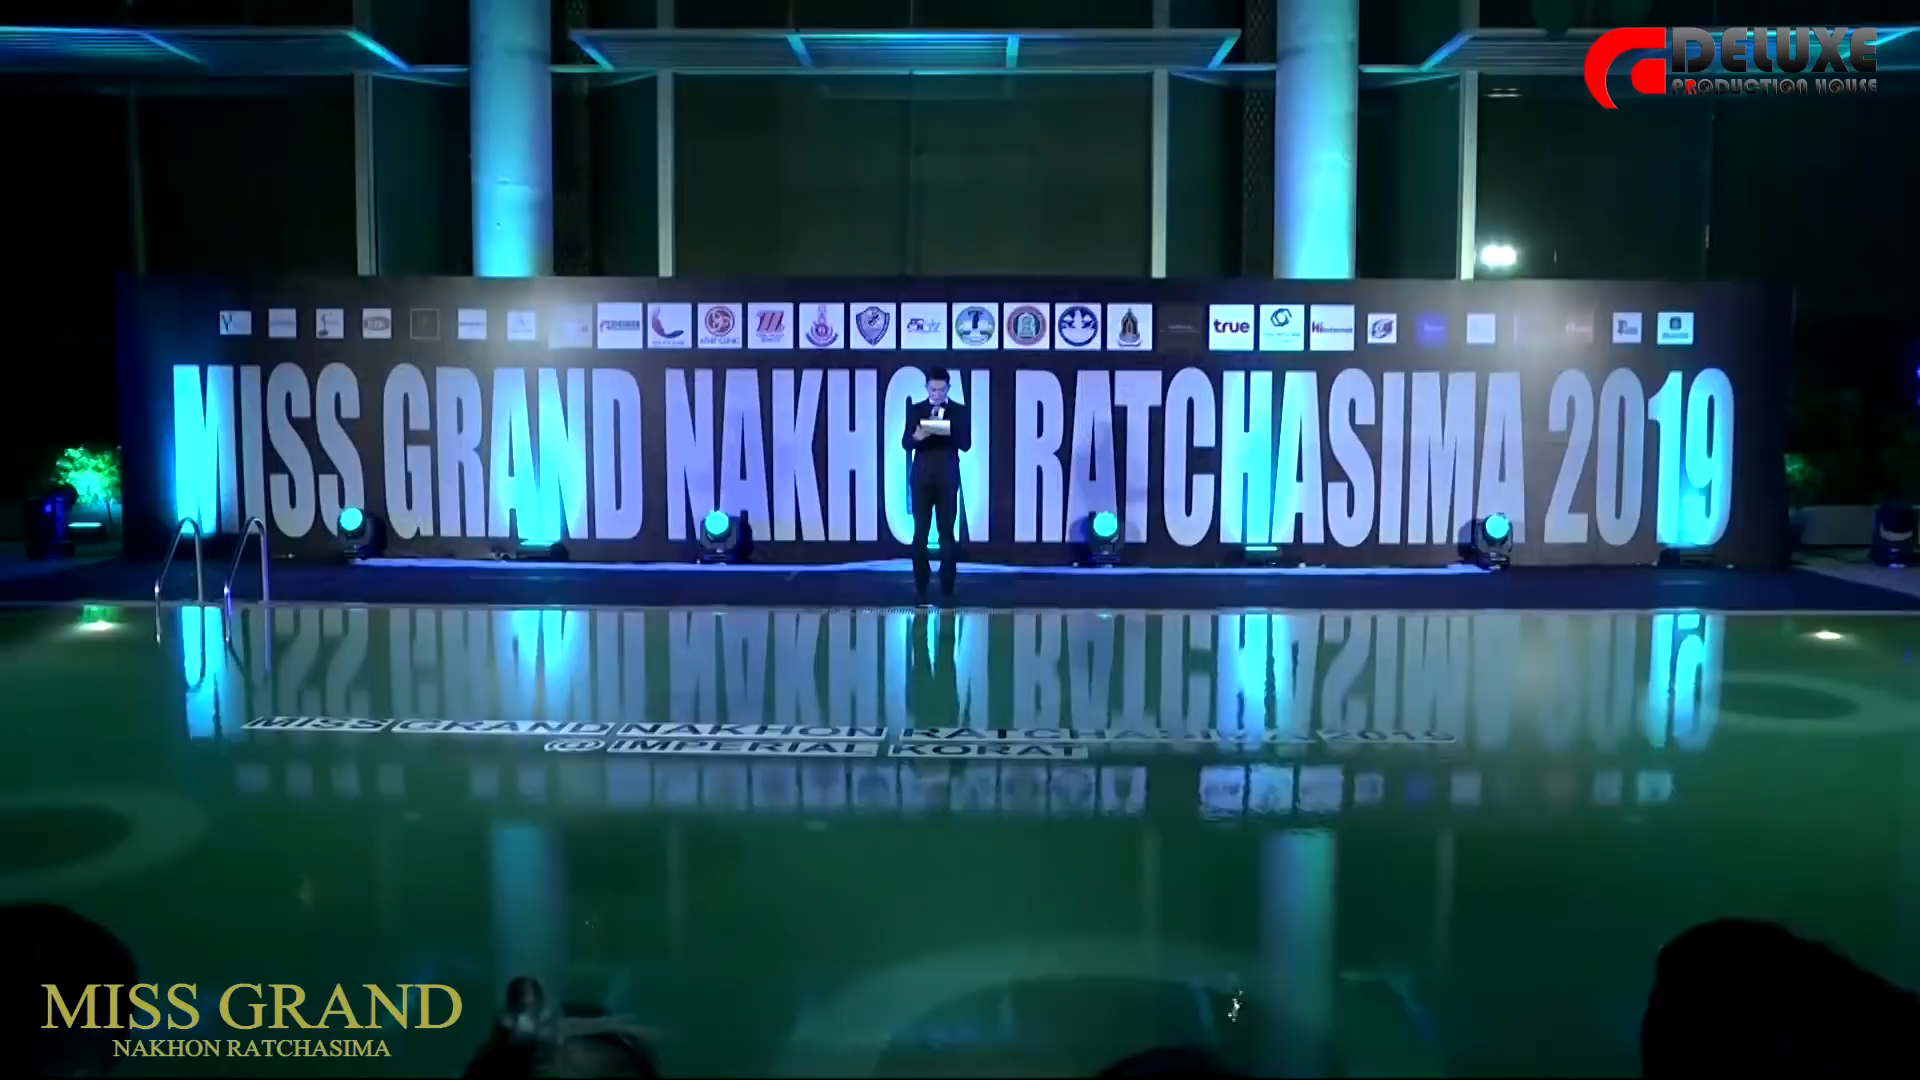 DELUXE
PRODUCTION HOUSE
DELUXE
true
MISS GRAND NAKHON RATCHASIMA 2019
MISS GRAND NAKHON RATCHASIMA 2019
@ IMPERIAL KORAT
MISS GRAND
NAKHON RATCHASIMA